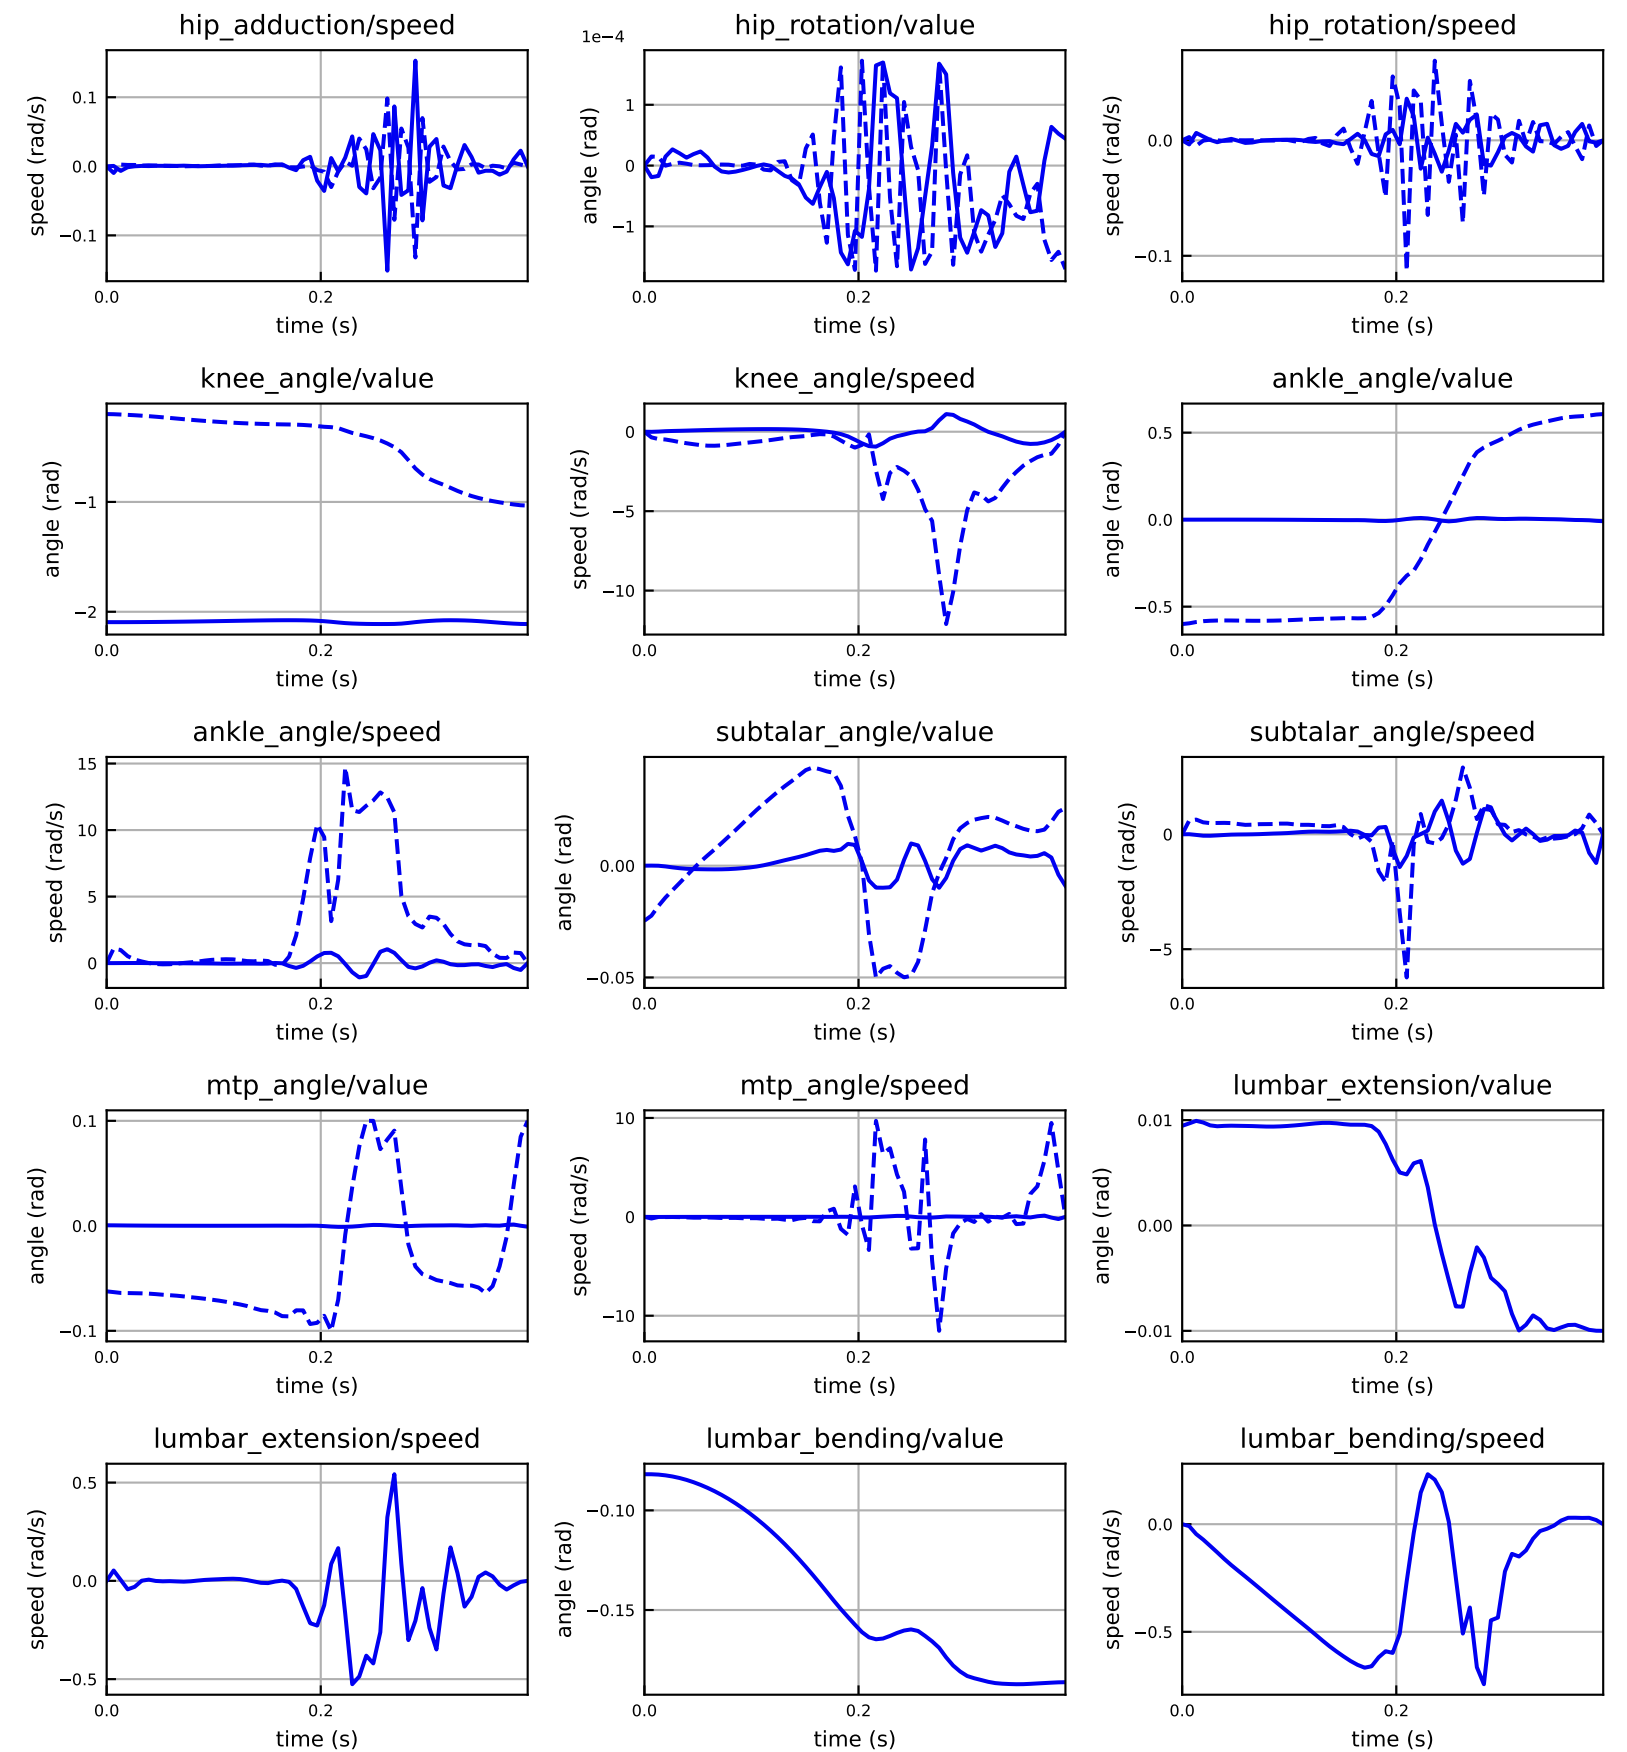 hip_adduction/speed
speed (rad/s)
0.1
0.0
−0.1
0.0
0.2
time (s)
hip_rotation/value
1e−4
angle (rad)
1
0
−1
0.0
0.2
time (s)
hip_rotation/speed
speed (rad/s)
0.0
−0.1
0.0
0.2
time (s)
knee_angle/value
angle (rad)
−1
−2
0.0
0.2
time (s)
knee_angle/speed
speed (rad/s)
0
−5
−10
0.0
0.2
time (s)
ankle_angle/value
angle (rad)
0.5
0.0
−0.5
0.0
0.2
time (s)
ankle_angle/speed
speed (rad/s)
15
10
5
0
0.0
0.2
time (s)
subtalar_angle/value
angle (rad)
0.00
−0.05
0.0
0.2
time (s)
subtalar_angle/speed
speed (rad/s)
0
−5
0.0
0.2
time (s)
mtp_angle/value
angle (rad)
0.1
0.0
−0.1
0.0
0.2
time (s)
mtp_angle/speed
speed (rad/s)
10
0
−10
0.0
0.2
time (s)
lumbar_extension/value
angle (rad)
0.01
0.00
−0.01
0.0
0.2
time (s)
lumbar_extension/speed
speed (rad/s)
0.5
0.0
−0.5
0.0
0.2
time (s)
lumbar_bending/value
angle (rad)
−0.10
−0.15
0.0
0.2
time (s)
lumbar_bending/speed
speed (rad/s)
0.0
−0.5
0.0
0.2
time (s)